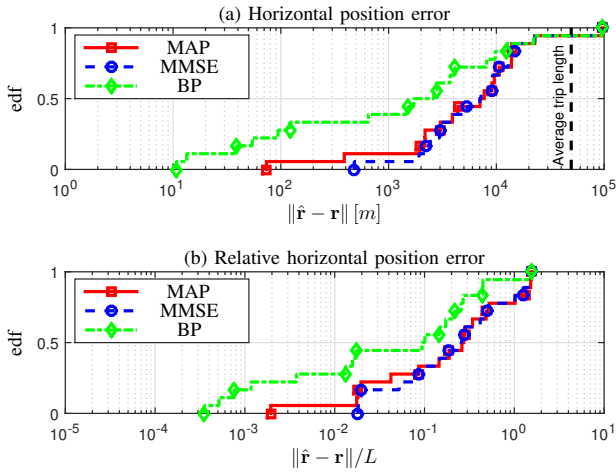 (a) Horizontal position error
1
0.5
0
edf
MAP
MMSE
BP
Average trip length
10^0 10^1 10^2 10^3 10^4 10^5
‖r̂ − r‖ [m]
(b) Relative horizontal position error
1
0.5
0
edf
MAP
MMSE
BP
10^-5 10^-4 10^-3 10^-2 10^-1 10^0 10^1
‖r̂ − r‖/L